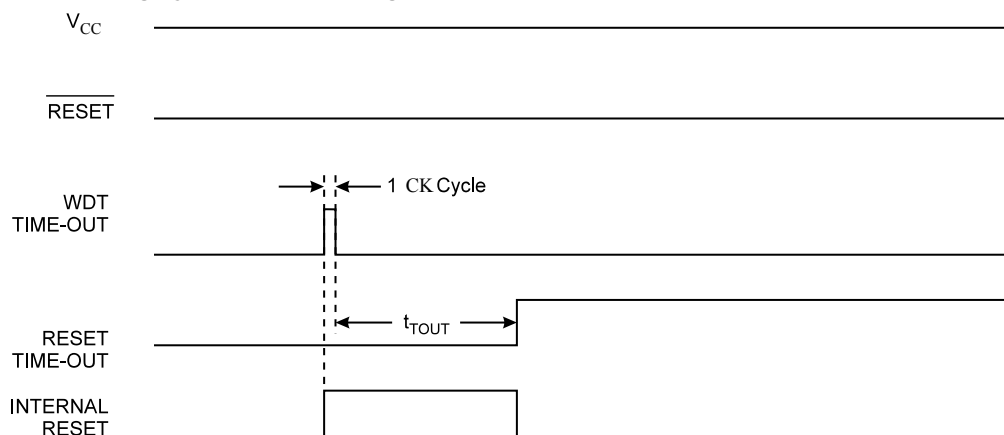 VCC
RESET
1 CK Cycle
WDT
TIME-OUT
tTOUT
RESET
TIME-OUT
INTERNAL
RESET